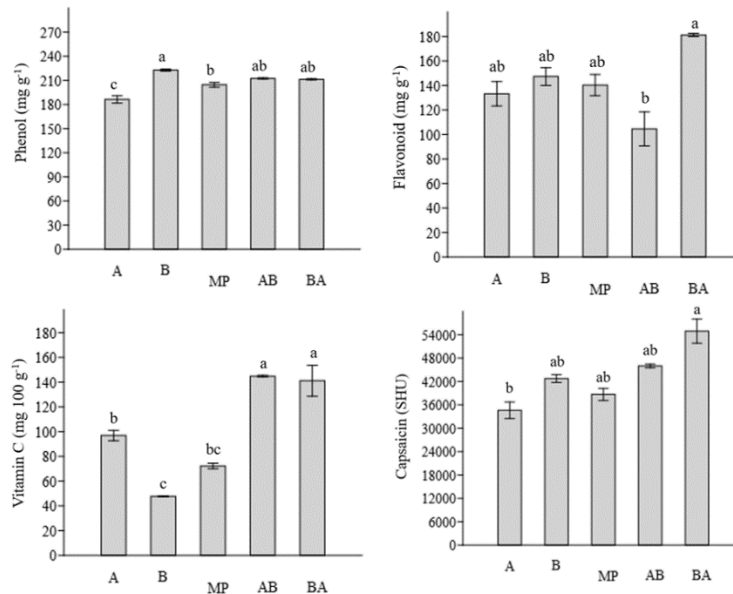 Phenol (mg g⁻¹)
270
240
210
180
150
120
90
60
30
0
c
a
b
ab
ab
A
B
MP
AB
BA
Flavonoid (mg g⁻¹)
180
160
140
120
100
80
60
40
20
0
ab
ab
ab
b
a
A
B
MP
AB
BA
Vitamin C (mg 100 g⁻¹)
180
160
140
120
100
80
60
40
20
0
b
c
bc
a
a
A
B
MP
AB
BA
Capsaicin (SHU)
54000
48000
42000
36000
30000
24000
18000
12000
6000
0
b
ab
ab
ab
a
A
B
MP
AB
BA